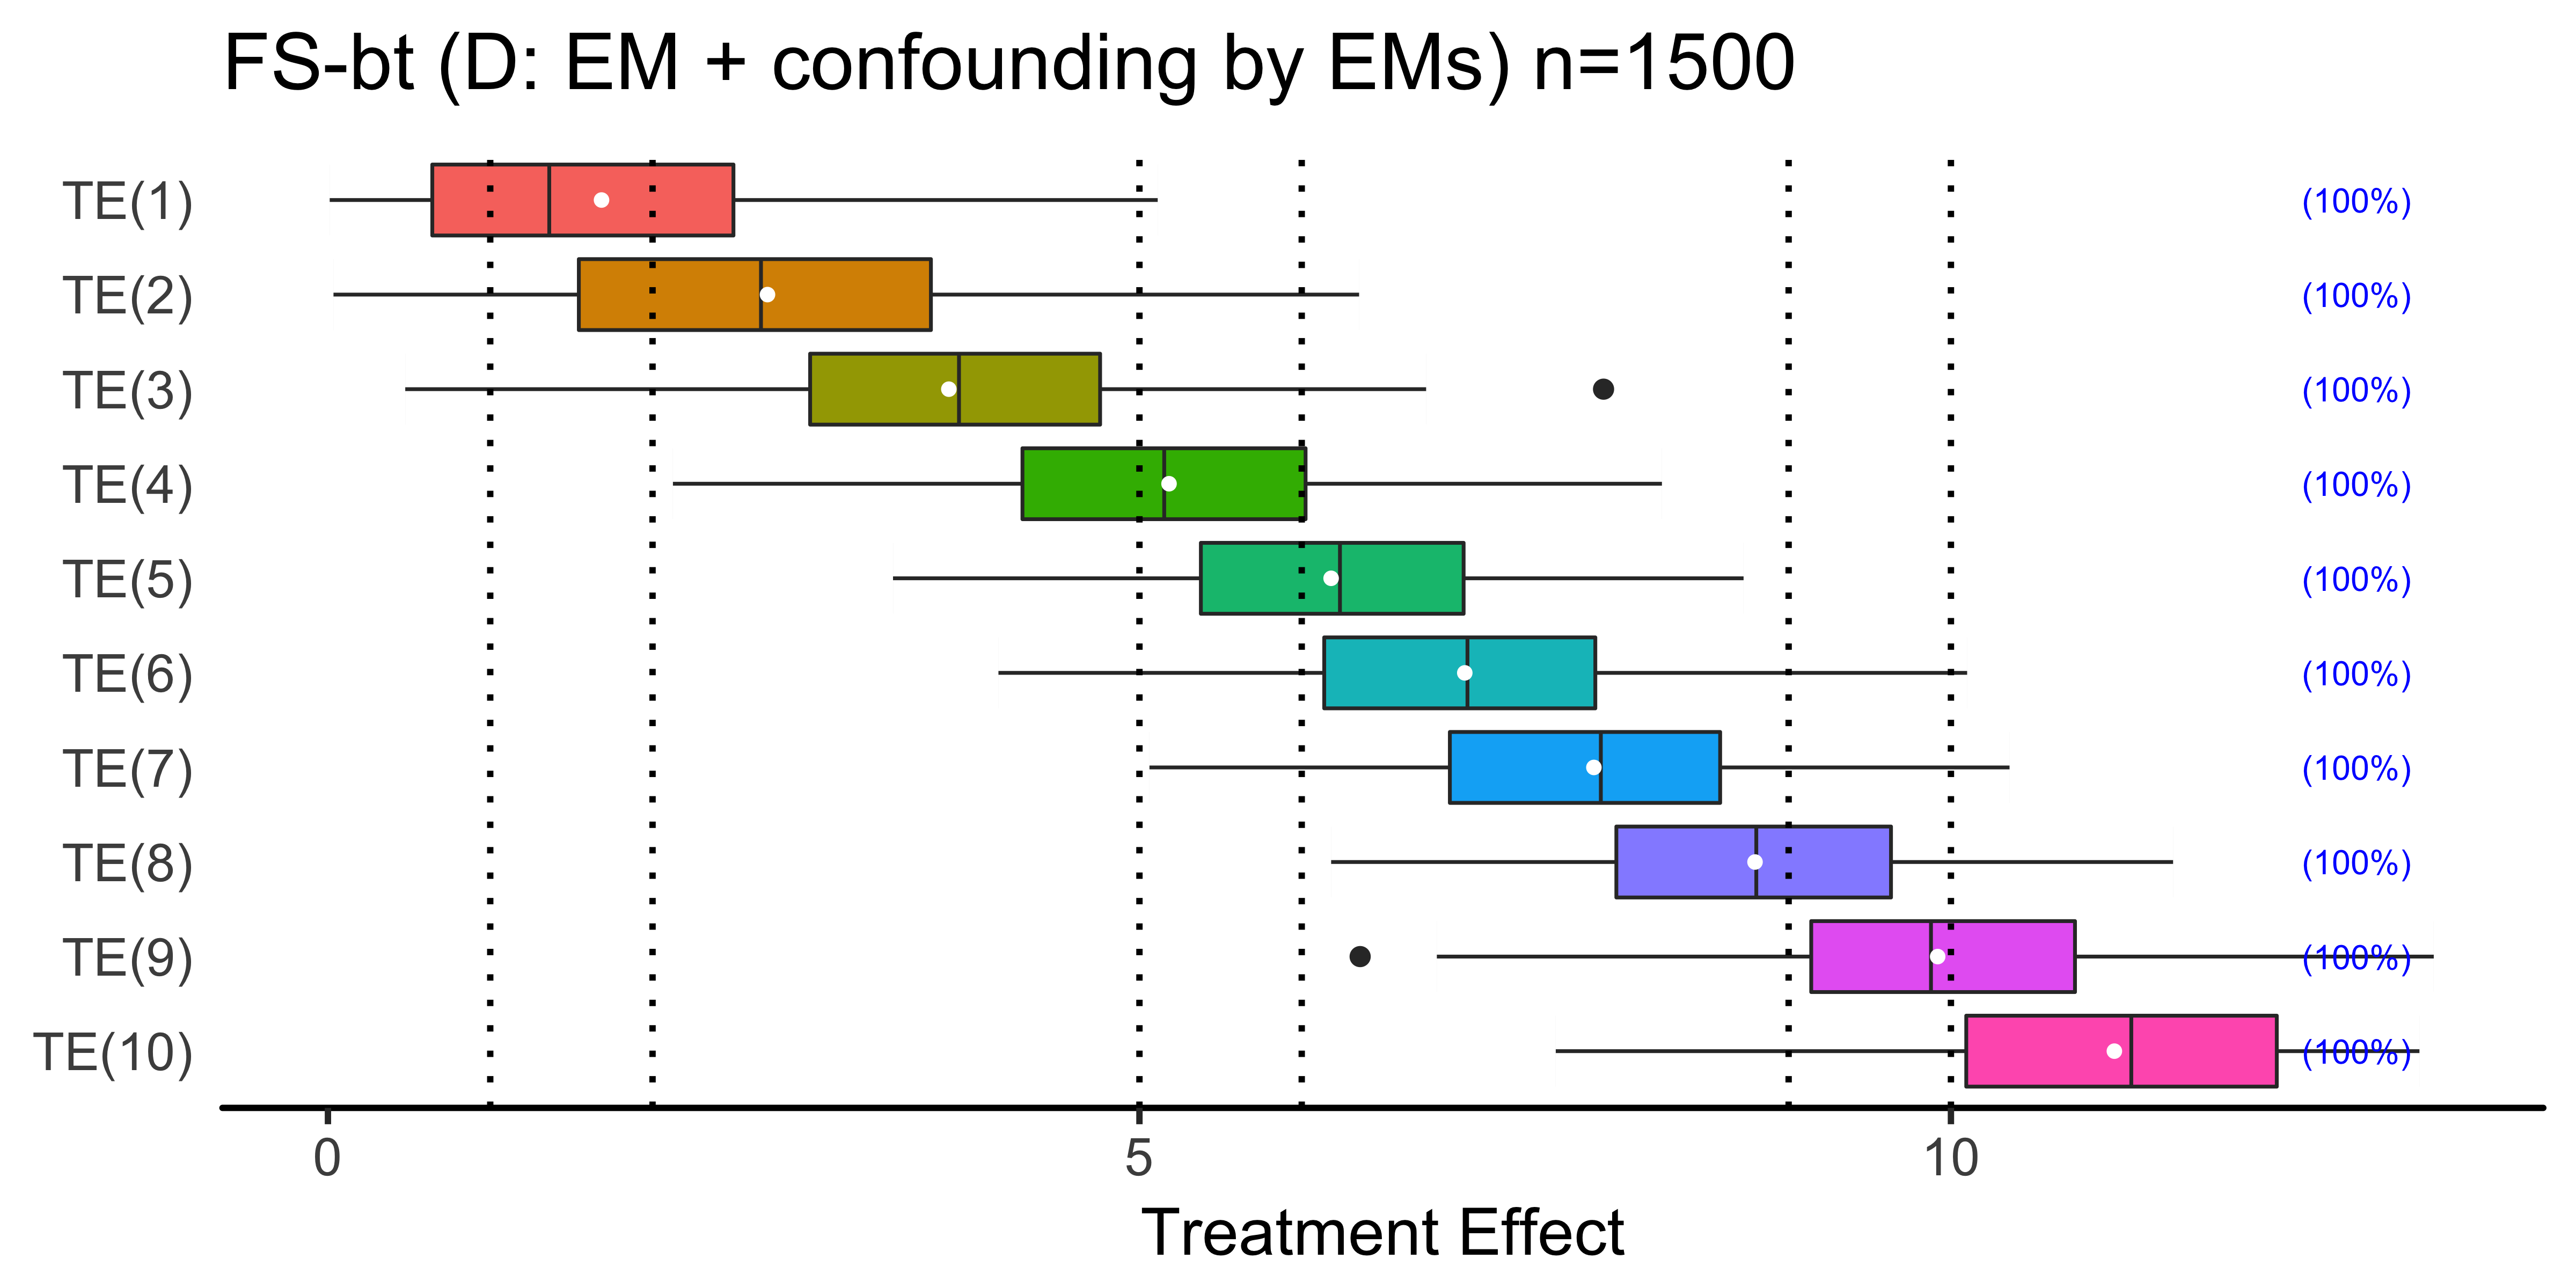 FS-bt (D: EM + confounding by EMs) n=1500
TE(1) (100%)
TE(2) (100%)
TE(3) (100%)
TE(4) (100%)
TE(5) (100%)
TE(6) (100%)
TE(7) (100%)
TE(8) (100%)
TE(9) (100%)
TE(10) (100%)
0 5 10
Treatment Effect